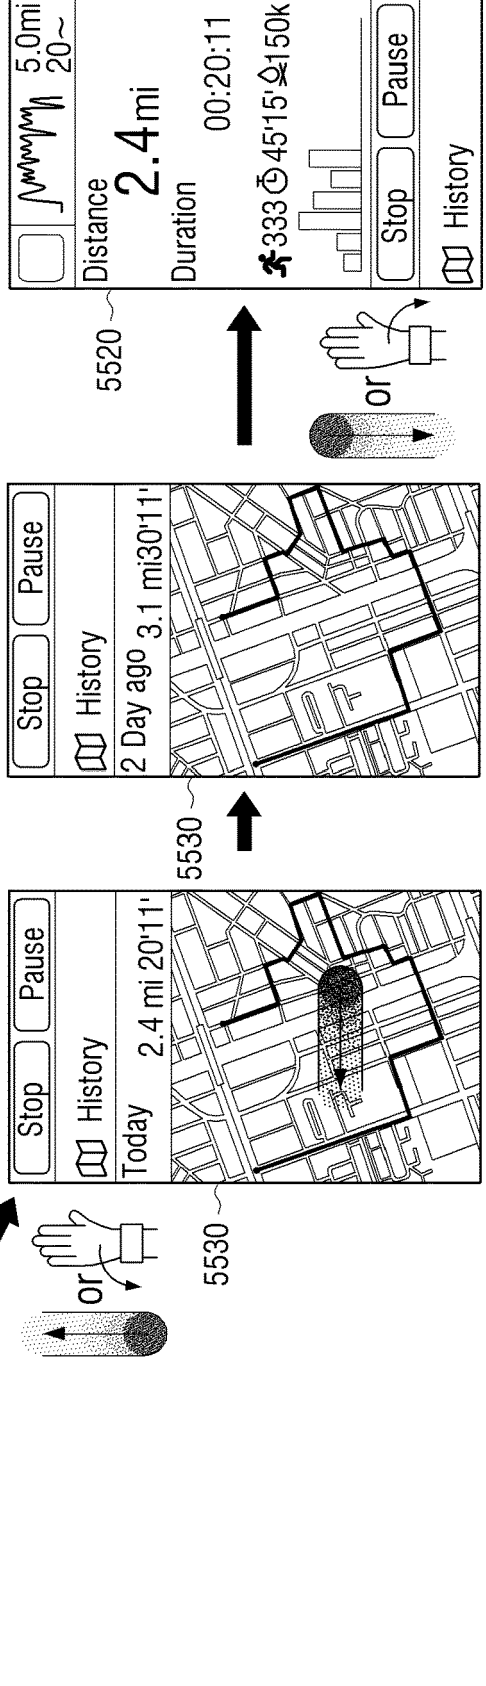 or
5530
Stop
Pause
History
Today
2.4 mi 20'11'
5530
Stop
Pause
History
2 Day ago
3.1 mi30'11'
or
5520
5.0mi
20~
Distance
2.4mi
Duration
00:20:11
333 45'15' 150k
Stop
Pause
History